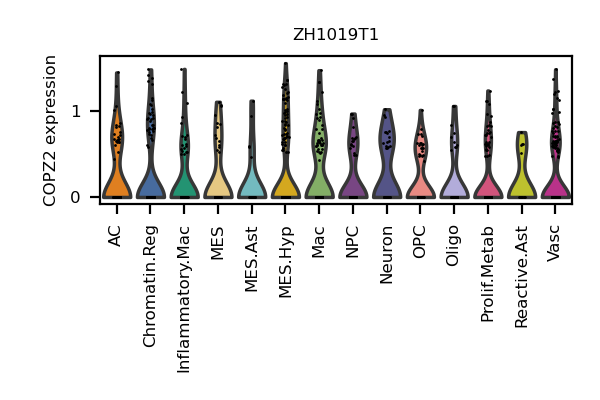 ZH1019T1
COPZ2 expression
1
0
AC
Chromatin.Reg
Inflammatory.Mac
MES
MES.Ast
MES.Hyp
Mac
NPC
Neuron
OPC
Oligo
Prolif.Metab
Reactive.Ast
Vasc